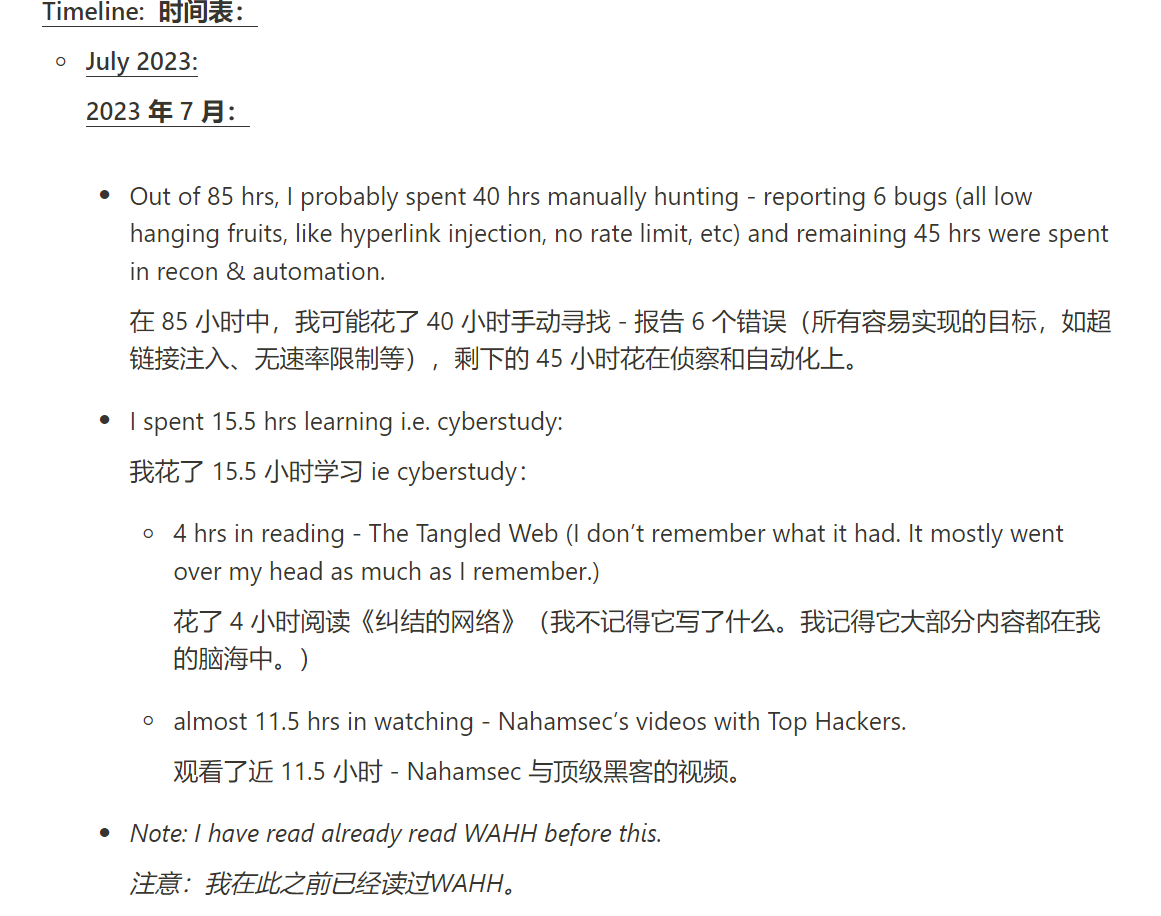 Timeline:  时间表：
July 2023:
2023 年 7 月：
Out of 85 hrs, I probably spent 40 hrs manually hunting - reporting 6 bugs (all low
hanging fruits, like hyperlink injection, no rate limit, etc) and remaining 45 hrs were spent
in recon & automation.
在 85 小时中，我可能花了 40 小时手动寻找 - 报告 6 个错误（所有容易实现的目标，如超
链接注入、无速率限制等），剩下的 45 小时花在侦察和自动化上。
I spent 15.5 hrs learning i.e. cyberstudy:
我花了 15.5 小时学习 ie cyberstudy：
4 hrs in reading - The Tangled Web (I don’t remember what it had. It mostly went
over my head as much as I remember.)
花了 4 小时阅读《纠结的网络》（我不记得它写了什么。我记得它大部分内容都在我
的脑海中。）
almost 11.5 hrs in watching - Nahamsec’s videos with Top Hackers.
观看了近 11.5 小时 - Nahamsec 与顶级黑客的视频。
Note: I have read already read WAHH before this.
注意：我在此之前已经读过WAHH。